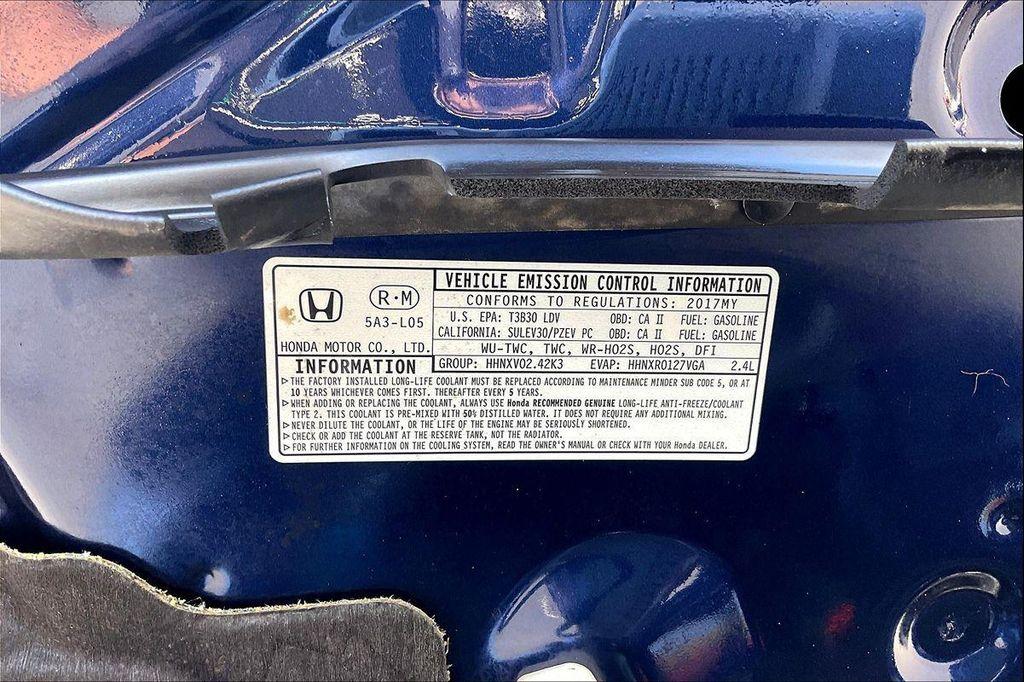 VEHICLE EMISSION CONTROL INFORMATION
R·M
5A3-L05
HONDA MOTOR CO., LTD.
CONFORMS TO REGULATIONS: 2017MY
U.S. EPA: T3B30 LDV OBD: CA II FUEL: GASOLINE
CALIFORNIA: SULEV30/PZEV PC OBD: CA II FUEL: GASOLINE
WU-TWC, TWC, WR-HO2S, HO2S, DFI
GROUP: HHNXV02.42K3 EVAP: HHNXR0127VGA 2.4L
INFORMATION
▷THE FACTORY INSTALLED LONG-LIFE COOLANT MUST BE REPLACED ACCORDING TO MAINTENANCE MINDER SUB CODE 5, OR AT
10 YEARS WHICHEVER COMES FIRST. THEREAFTER EVERY 5 YEARS.
▷WHEN ADDING OR REPLACING THE COOLANT, ALWAYS USE Honda RECOMMENDED GENUINE LONG-LIFE ANTI-FREEZE/COOLANT
TYPE 2. THIS COOLANT IS PRE-MIXED WITH 50% DISTILLED WATER. IT DOES NOT REQUIRE ANY ADDITIONAL MIXING.
▷NEVER DILUTE THE COOLANT, OR THE LIFE OF THE ENGINE MAY BE SERIOUSLY SHORTENED.
▷CHECK OR ADD THE COOLANT AT THE RESERVE TANK, NOT THE RADIATOR.
▷FOR FURTHER INFORMATION ON THE COOLING SYSTEM, READ THE OWNER'S MANUAL OR CHECK WITH YOUR Honda DEALER.